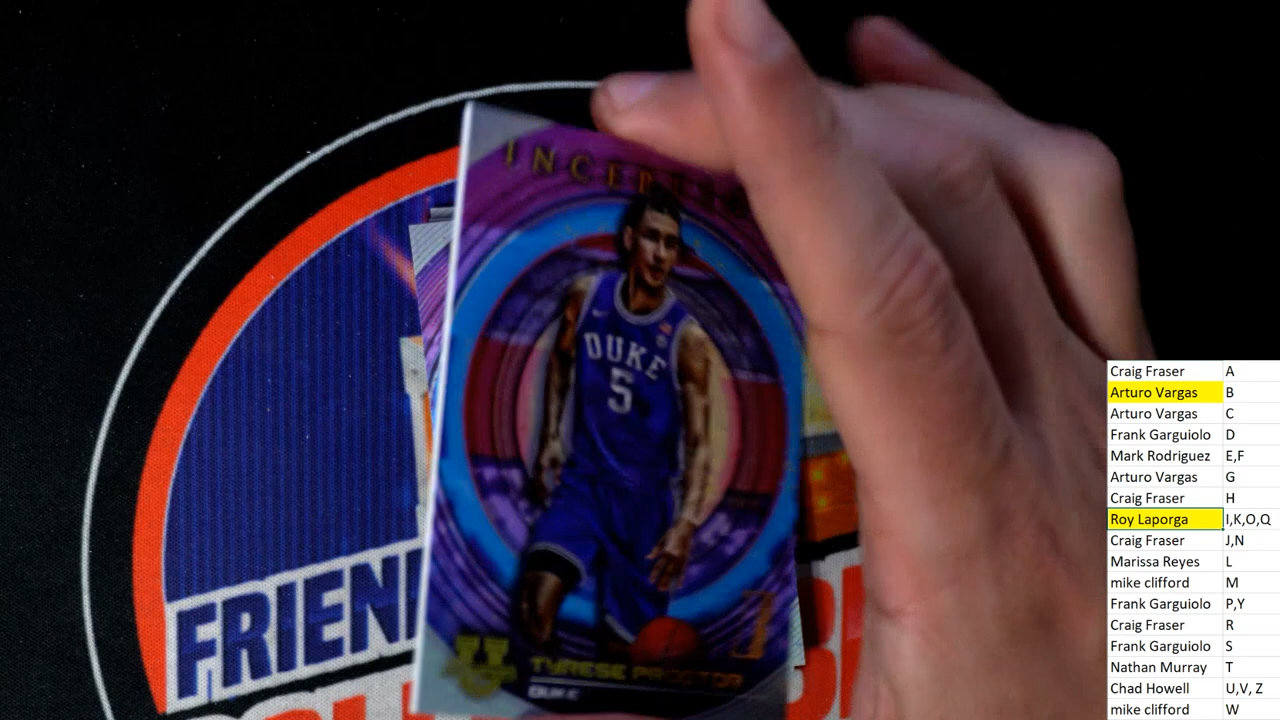 INCEPTIO
DUKE
5
TYRESE PROCTOR
DUKE
FRIEN
Craig Fraser A
Arturo Vargas B
Arturo Vargas C
Frank Garguiolo D
Mark Rodriguez E,F
Arturo Vargas G
Craig Fraser H
Roy Laporga I,K,O,Q
Craig Fraser J,N
Marissa Reyes L
mike clifford M
Frank Garguiolo P,Y
Craig Fraser R
Frank Garguiolo S
Nathan Murray T
Chad Howell U,V, Z
mike clifford W